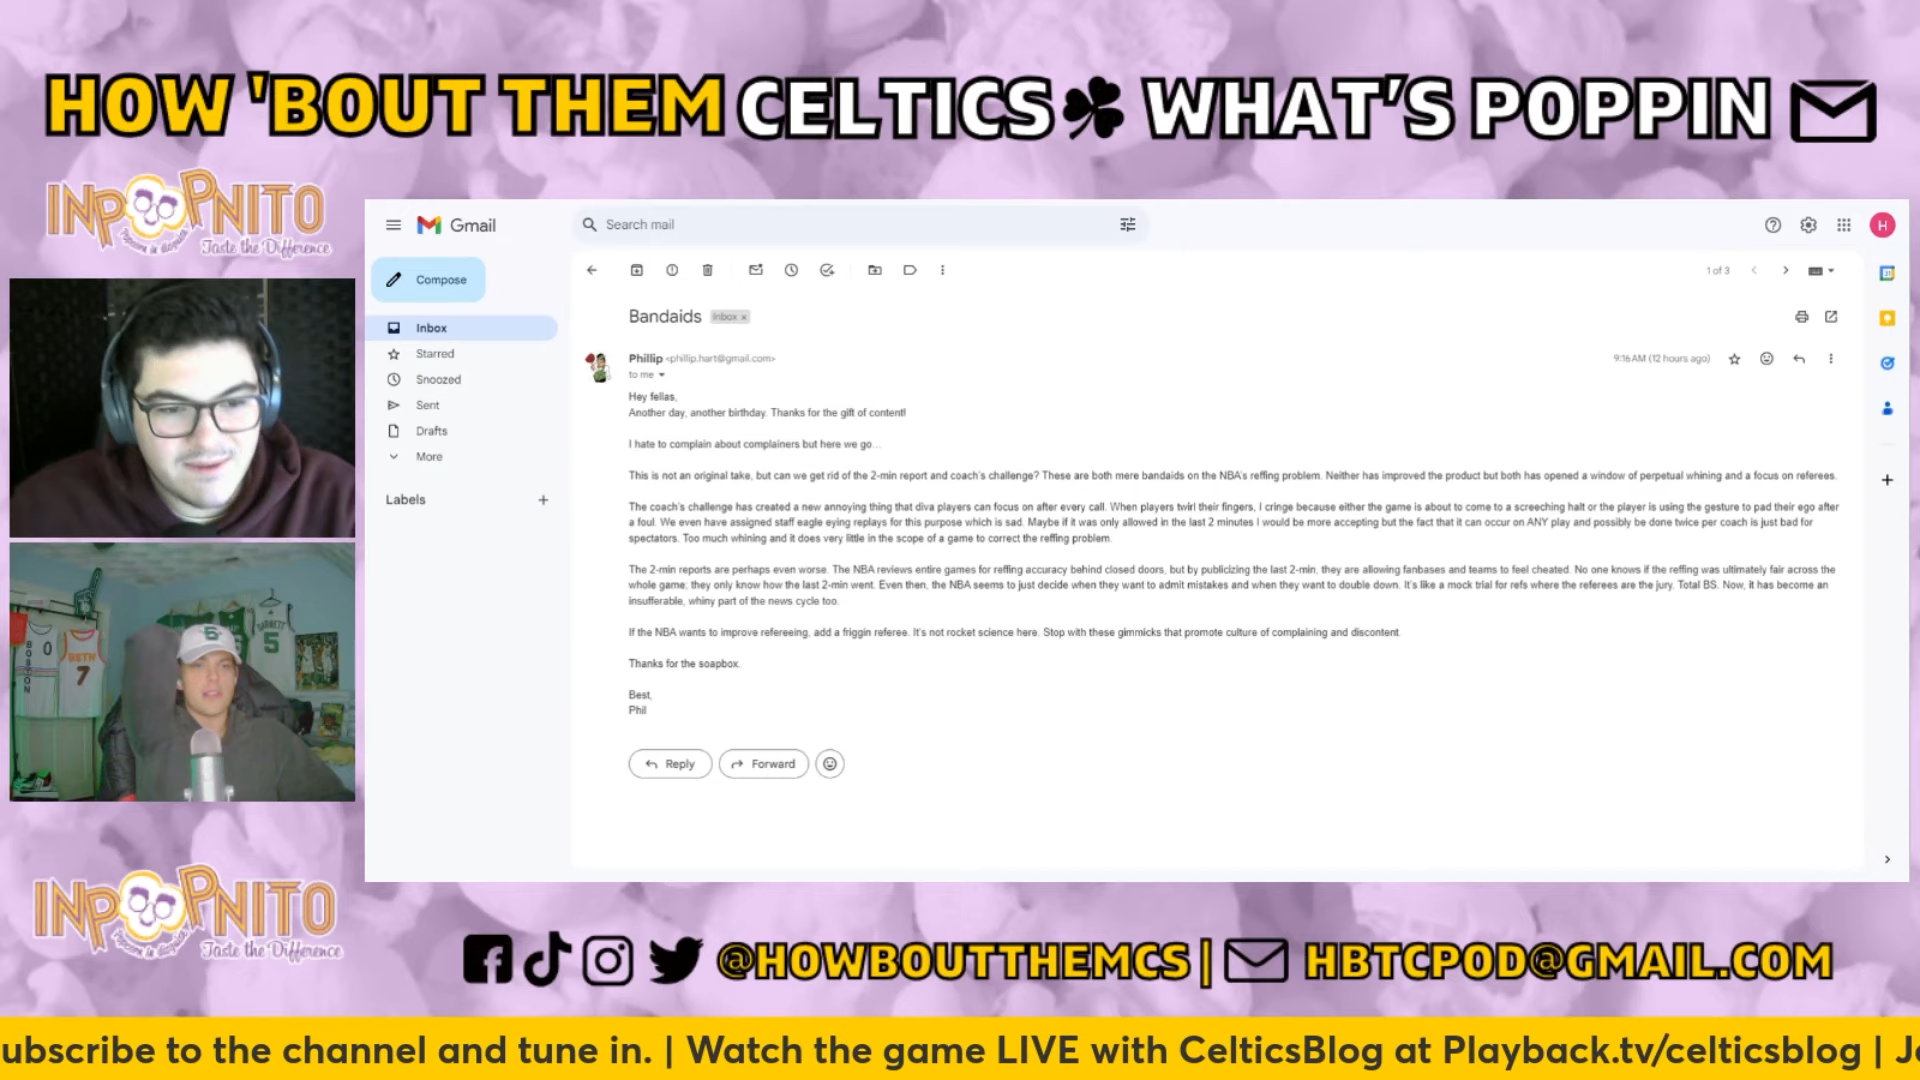 HOW 'BOUT THEM CELTICS WHAT'S POPPIN
INPOPNITO
Popcorn in disguise
Taste the Difference
Gmail
Search mail
H
Compose
1 of 3
Inbox
Starred
Snoozed
Sent
Drafts
More
Labels
Bandaids Inbox x
Phillip <phillip.hart@gmail.com>
9:16 AM (12 hours ago)
to me
Hey fellas,
Another day, another birthday. Thanks for the gift of content!
I hate to complain about complainers but here we go...
This is not an original take, but can we get rid of the 2-min report and coach's challenge? These are both mere bandaids on the NBA's reffing problem. Neither has improved the product but both has opened a window of perpetual whining and a focus on referees.
The coach's challenge has created a new annoying thing that diva players can focus on after every call. When players twirl their fingers, I cringe because either the game is about to come to a screeching halt or the player is using the gesture to pad their ego after
a foul. We even have assigned staff eagle eying replays for this purpose which is sad. Maybe if it was only allowed in the last 2 minutes I would be more accepting but the fact that it can occur on ANY play and possibly be done twice per coach is just bad for
spectators. Too much whining and it does very little in the scope of a game to correct the reffing problem.
The 2-min reports are perhaps even worse. The NBA reviews entire games for reffing accuracy behind closed doors, but by publicizing the last 2-min, they are allowing fanbases and teams to feel cheated. No one knows if the reffing was ultimately fair across the
whole game; they only know how the last 2-min went. Even then, the NBA seems to just decide when they want to admit mistakes and when they want to double down. It's like a mock trial for refs where the referees are the jury. Total BS. Now, it has become an
insufferable, whiny part of the news cycle too.
If the NBA wants to improve refereeing, add a friggin referee. It's not rocket science here. Stop with these gimmicks that promote culture of complaining and discontent.
Thanks for the soapbox.
Best,
Phil
Reply
Forward
BOSTON
0
7
GARNETT
5
6
INPOPNITO
Popcorn in disguise
Taste the Difference
@HOWBOUTTHEMCS | HBTCPOD@GMAIL.COM
ubscribe to the channel and tune in. | Watch the game LIVE with CelticsBlog at Playback.tv/celticsblog | Jo